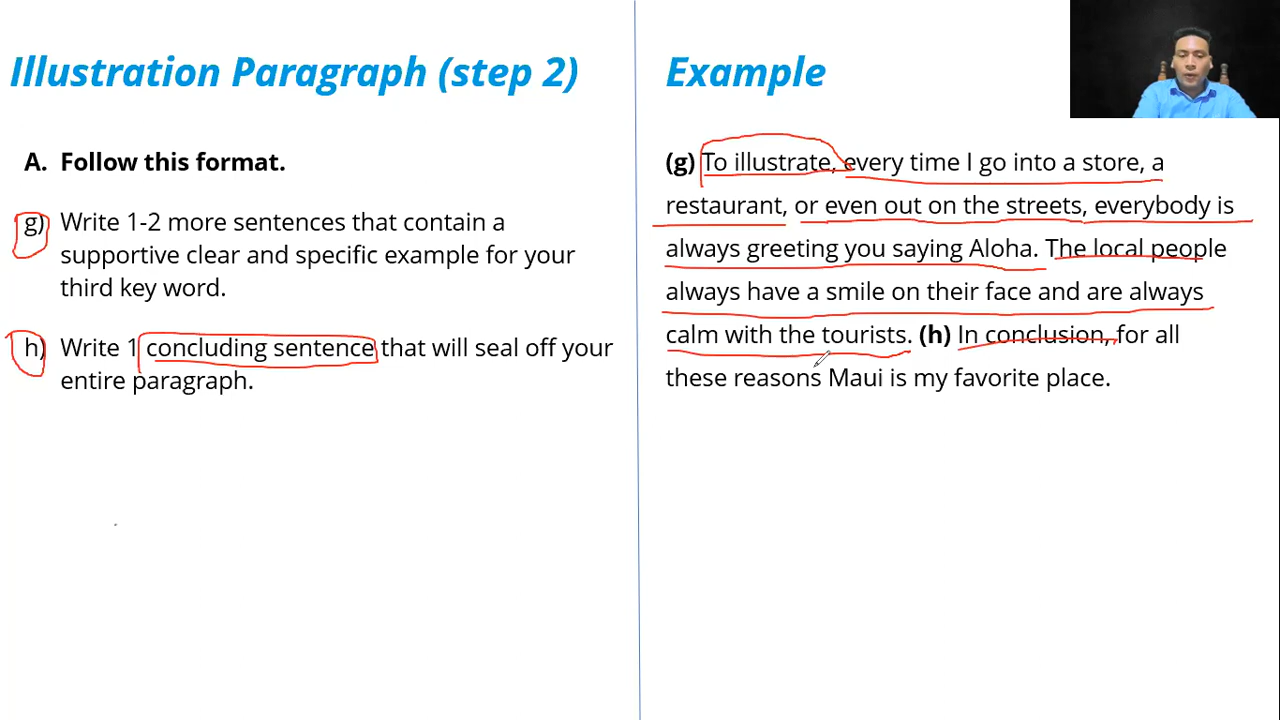 Illustration Paragraph (step 2)
A. Follow this format.
g) Write 1-2 more sentences that contain a
supportive clear and specific example for your
third key word.
h) Write 1 concluding sentence that will seal off your
entire paragraph.
Example
(g) To illustrate, every time I go into a store, a
restaurant, or even out on the streets, everybody is
always greeting you saying Aloha. The local people
always have a smile on their face and are always
calm with the tourists. (h) In conclusion, for all
these reasons Maui is my favorite place.